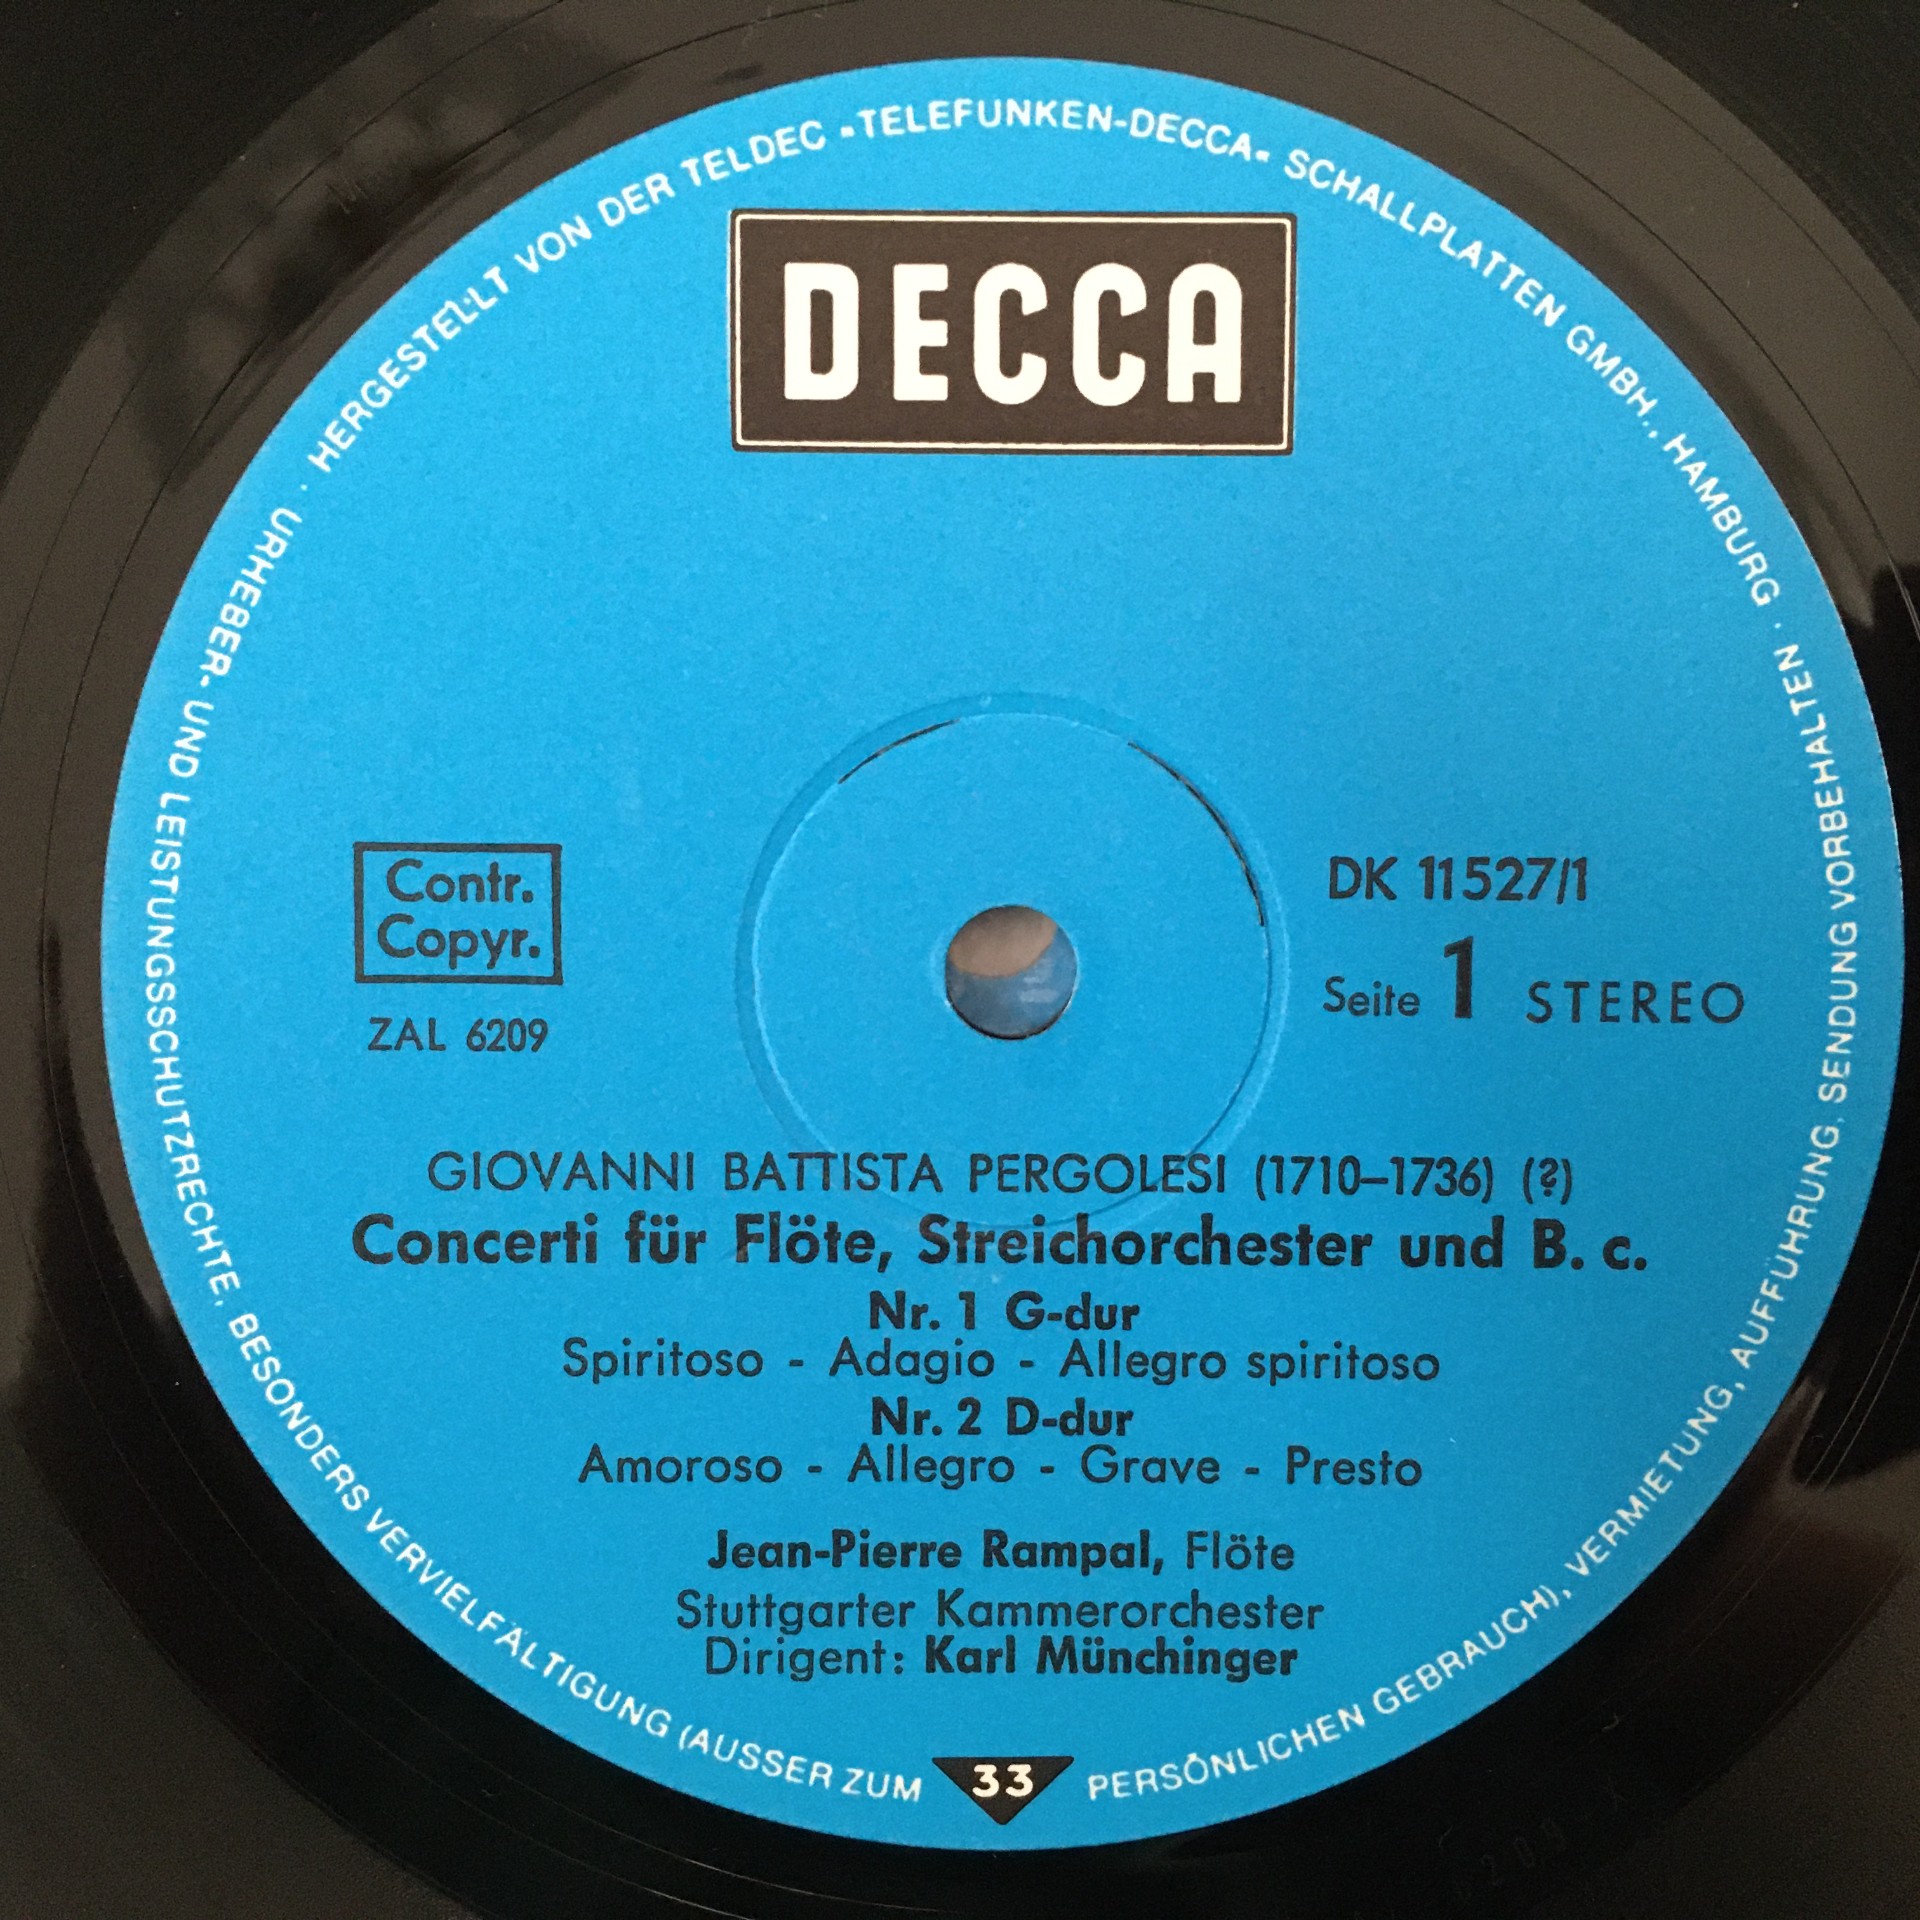 HERGESTELLT VON DER TELDEC »TELEFUNKEN-DECCA« SCHALLPLATTEN GMBH., HAMBURG · URHEBER- UND LEISTUNGSSCHUTZRECHTE, BESONDERS VERVIELFÄLTIGUNG (AUSSER ZUM PERSÖNLICHEN GEBRAUCH), VERMIETUNG, AUFFÜHRUNG, SENDUNG VORBEHALTEN ·
DECCA
Contr.
Copyr.
ZAL 6209
DK 11527/1
Seite 1 STEREO
GIOVANNI BATTISTA PERGOLESI (1710–1736) (?)
Concerti für Flöte, Streichorchester und B. c.
Nr. 1 G-dur
Spiritoso - Adagio - Allegro spiritoso
Nr. 2 D-dur
Amoroso - Allegro - Grave - Presto
Jean-Pierre Rampal, Flöte
Stuttgarter Kammerorchester
Dirigent: Karl Münchinger
33